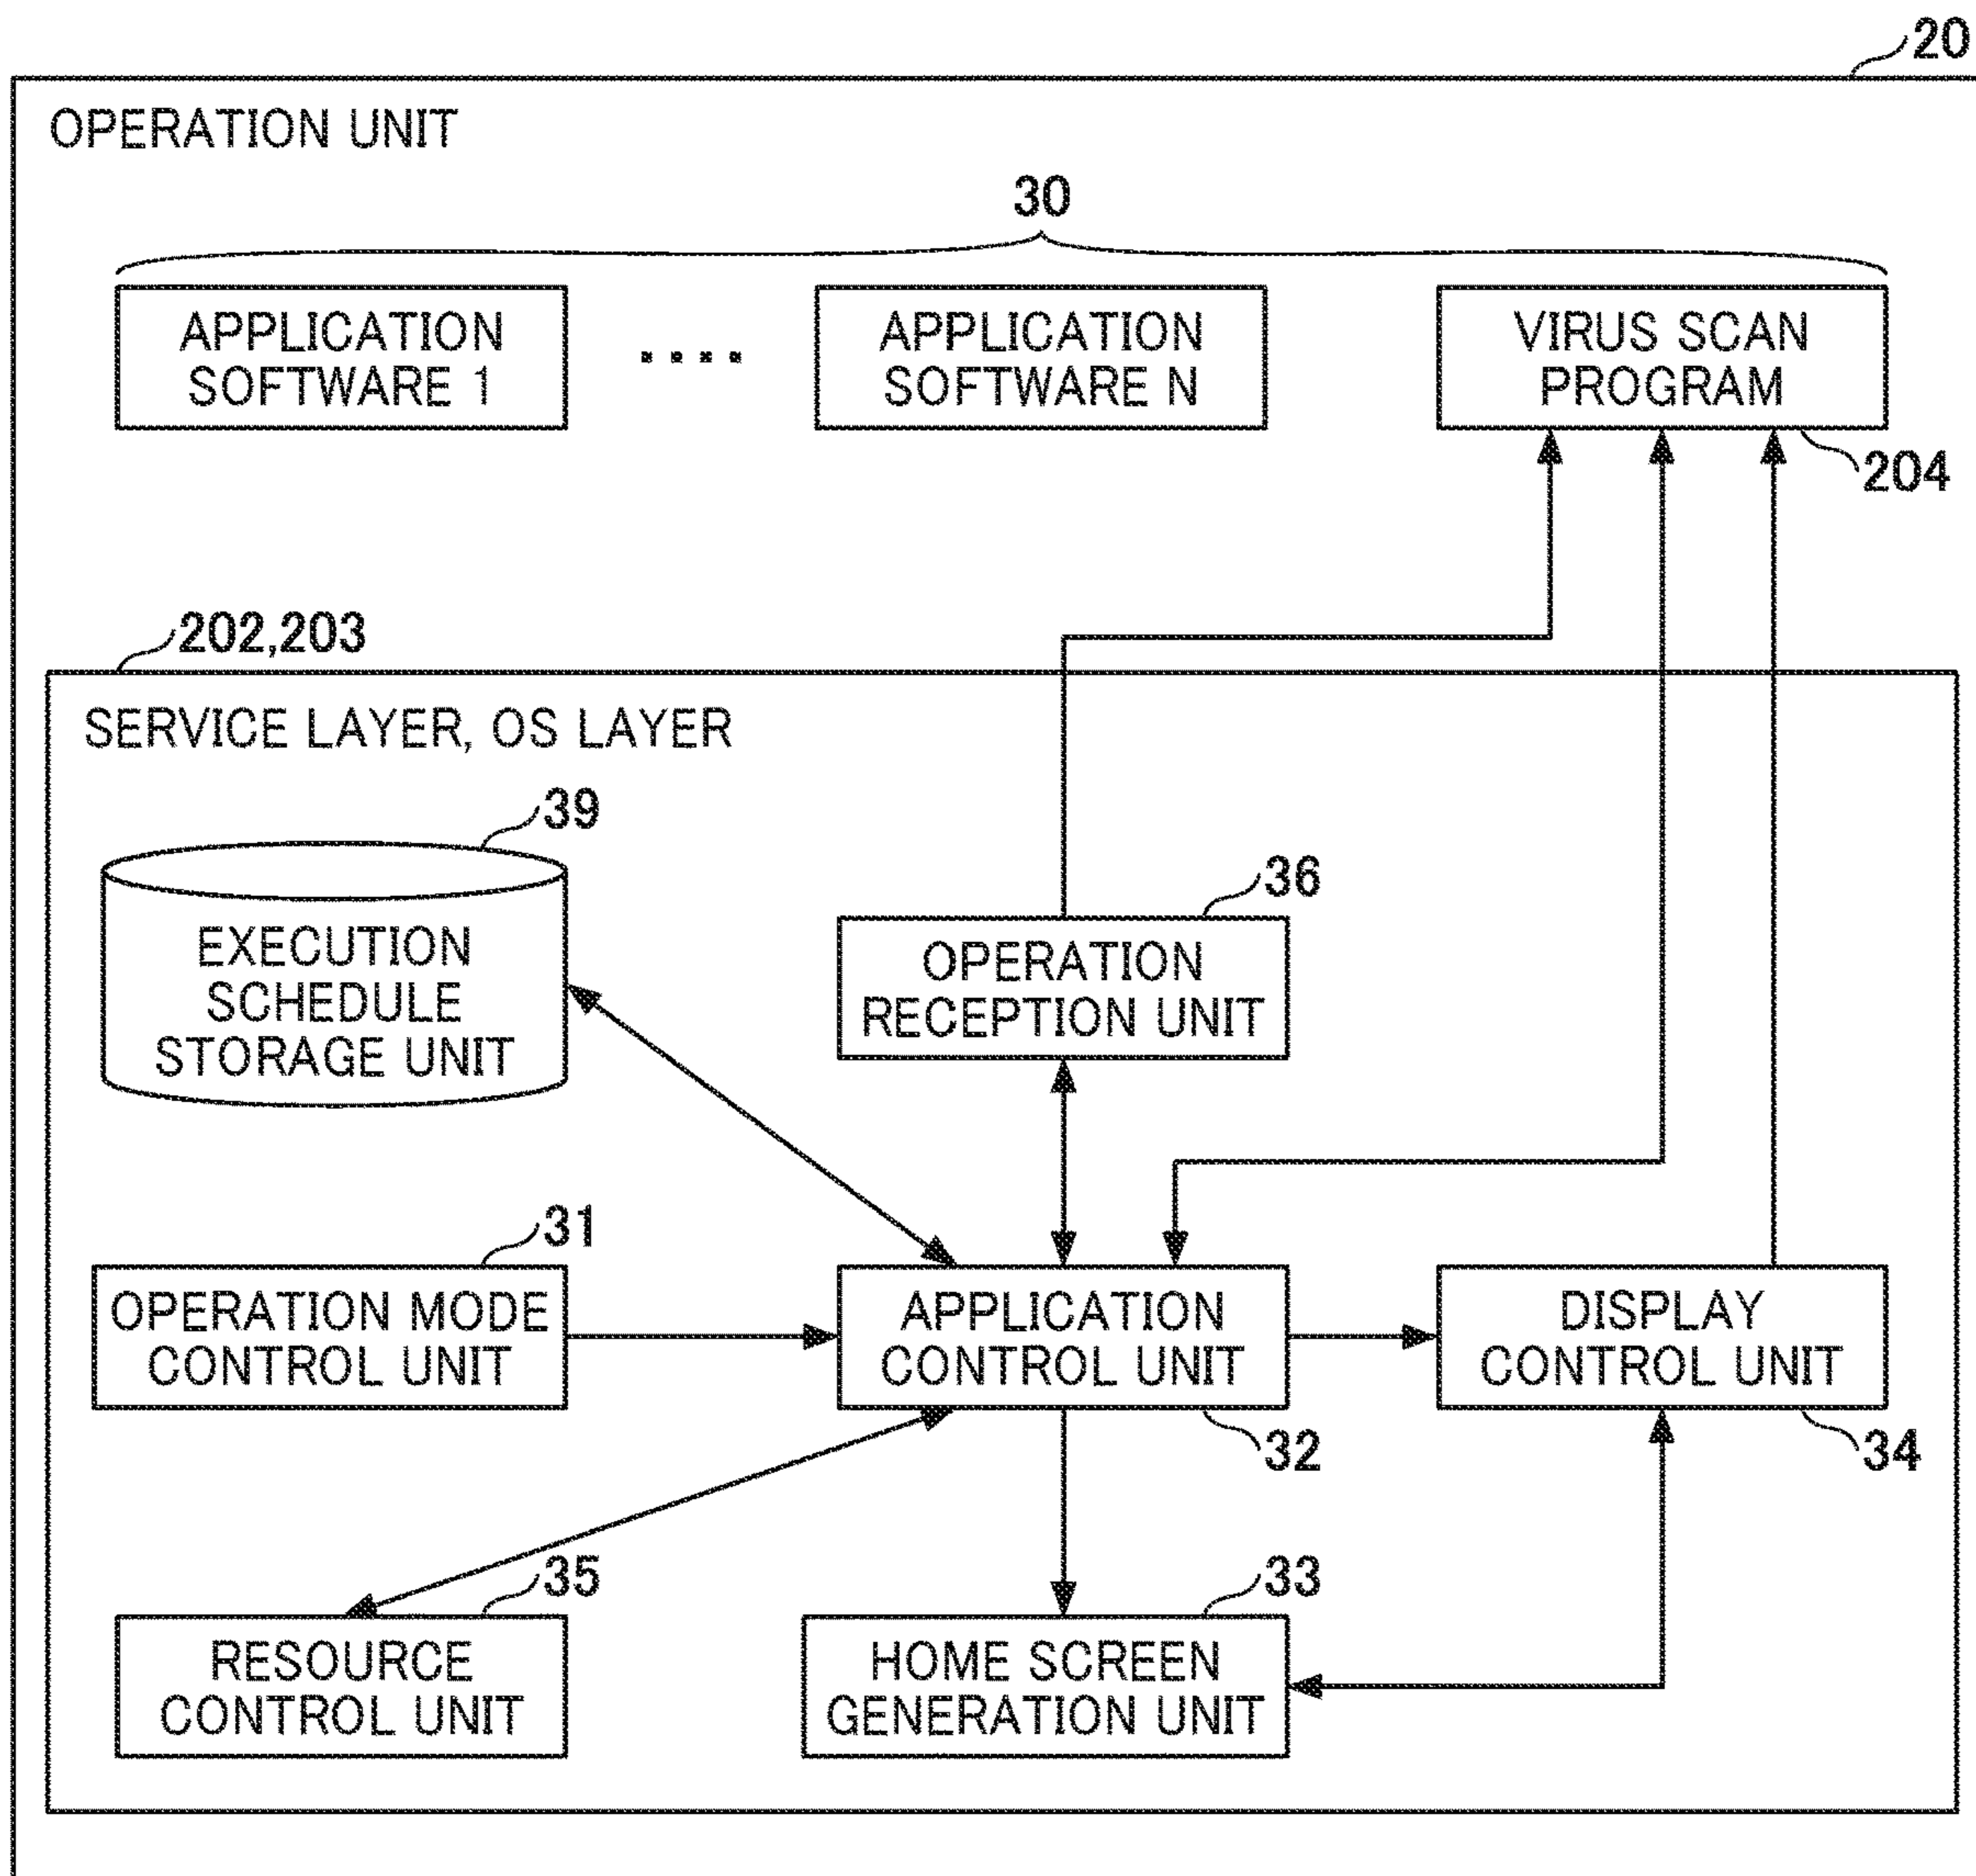 20
OPERATION UNIT
30
APPLICATION
SOFTWARE 1
....
APPLICATION
SOFTWARE N
VIRUS SCAN
PROGRAM
204
202,203
SERVICE LAYER, OS LAYER
39
EXECUTION
SCHEDULE
STORAGE UNIT
36
OPERATION
RECEPTION UNIT
31
OPERATION MODE
CONTROL UNIT
APPLICATION
CONTROL UNIT
32
DISPLAY
CONTROL UNIT
34
35
RESOURCE
CONTROL UNIT
33
HOME SCREEN
GENERATION UNIT